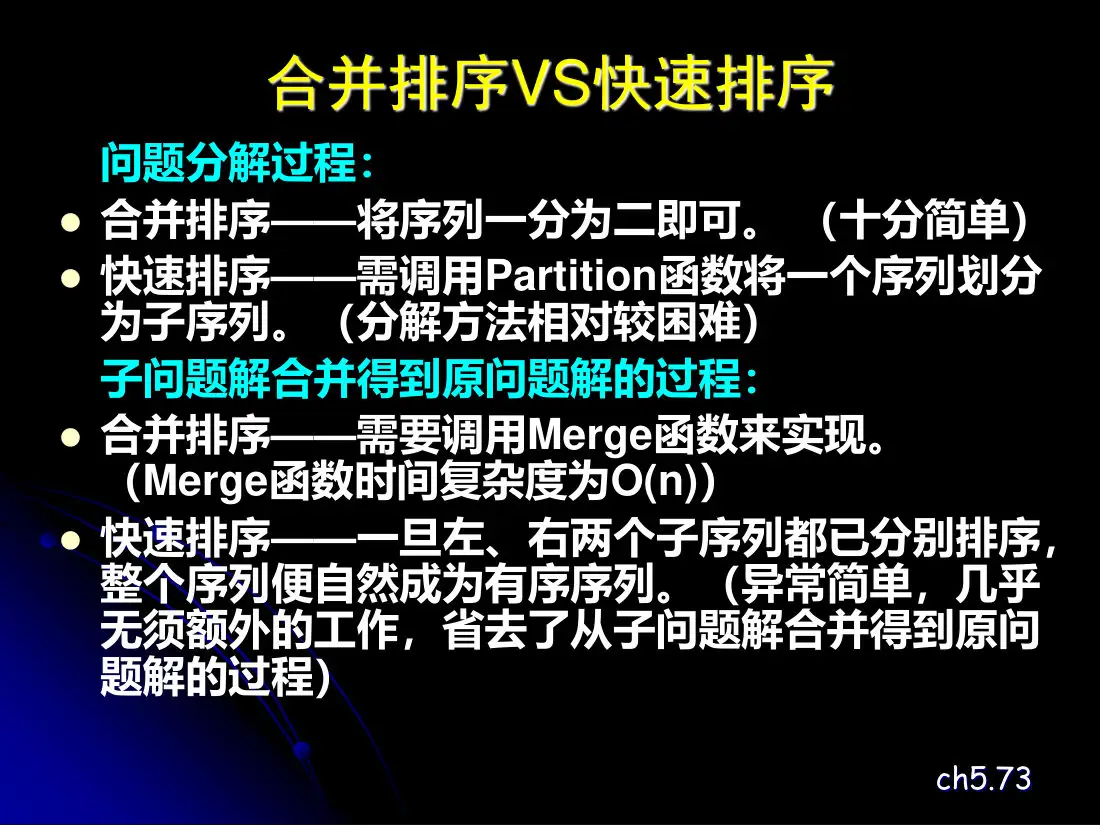 合并排序VS快速排序
问题分解过程：
合并排序——将序列一分为二即可。 （十分简单）
快速排序——需调用Partition函数将一个序列划分
为子序列。（分解方法相对较困难）
子问题解合并得到原问题解的过程：
合并排序——需要调用Merge函数来实现。
（Merge函数时间复杂度为O(n)）
快速排序——一旦左、右两个子序列都已分别排序，
整个序列便自然成为有序序列。（异常简单，几乎
无须额外的工作，省去了从子问题解合并得到原问
题解的过程）
ch5.73